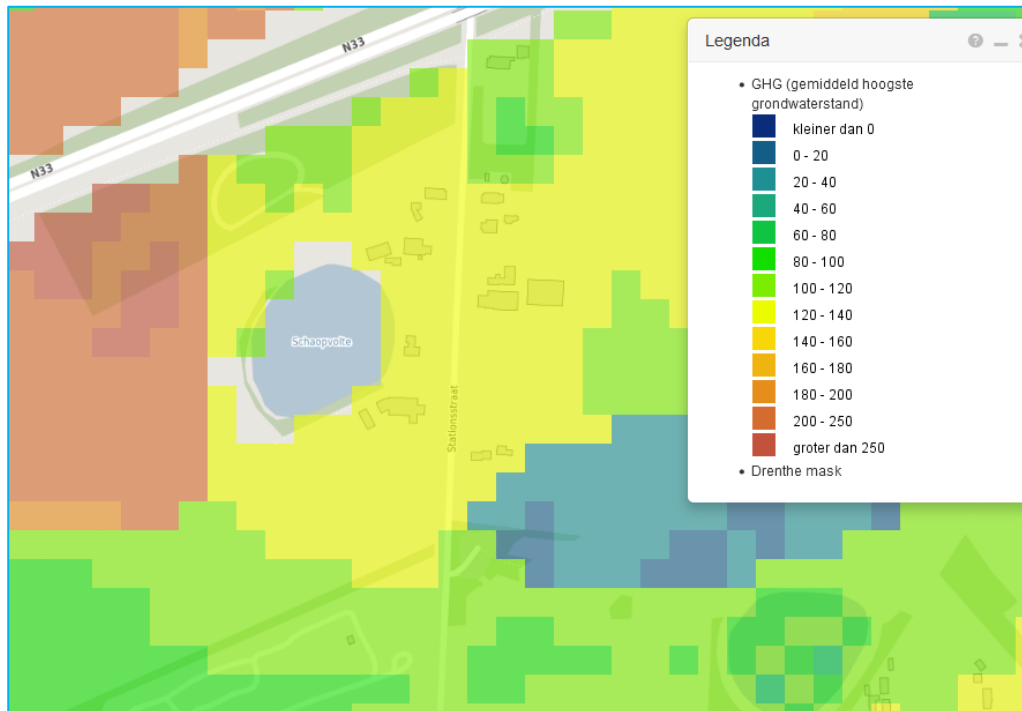 N33
N33
Schaopvolte
Stationsstraat
Legenda
GHG (gemiddeld hoogste
grondwaterstand)
kleiner dan 0
0 - 20
20 - 40
40 - 60
60 - 80
80 - 100
100 - 120
120 - 140
140 - 160
160 - 180
180 - 200
200 - 250
groter dan 250
Drenthe mask